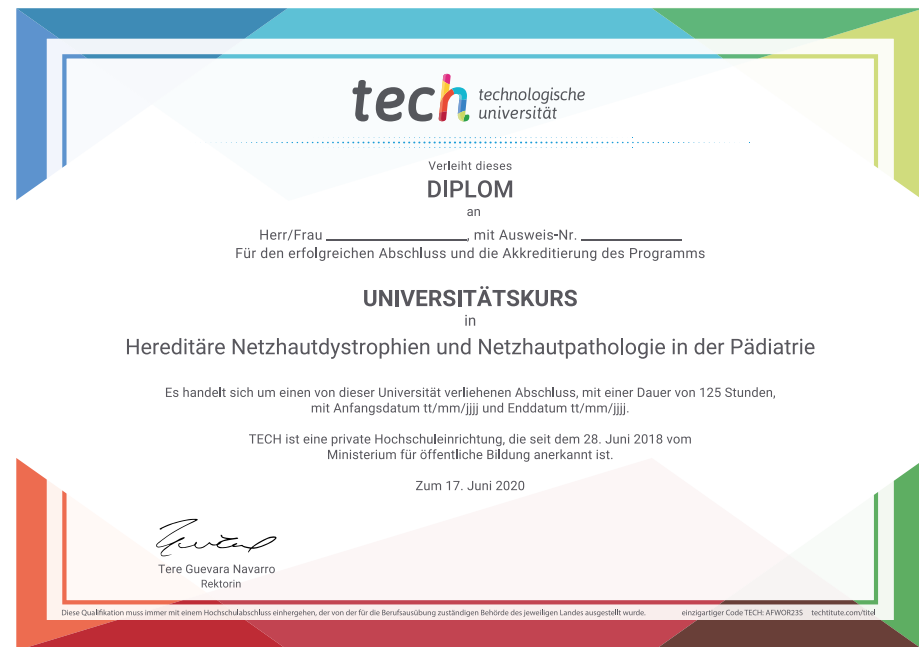 tech technologische
universität
Verleiht dieses
DIPLOM
an
Herr/Frau ____________, mit Ausweis-Nr. ____________
Für den erfolgreichen Abschluss und die Akkreditierung des Programms
UNIVERSITÄTSKURS
in
Hereditäre Netzhautdystrophien und Netzhautpathologie in der Pädiatrie
Es handelt sich um einen von dieser Universität verliehenen Abschluss, mit einer Dauer von 125 Stunden,
mit Anfangsdatum tt/mm/jjjj und Enddatum tt/mm/jjjj.
TECH ist eine private Hochschuleinrichtung, die seit dem 28. Juni 2018 vom
Ministerium für öffentliche Bildung anerkannt ist.
Zum 17. Juni 2020
Tere Guevara Navarro
Rektorin
Diese Qualifikation muss immer mit einem Hochschulabschluss einhergehen, der von der für die Berufsausübung zuständigen Behörde des jeweiligen Landes ausgestellt wurde. einzigartiger Code TECH: AFWOR23S techtitute.com/titel